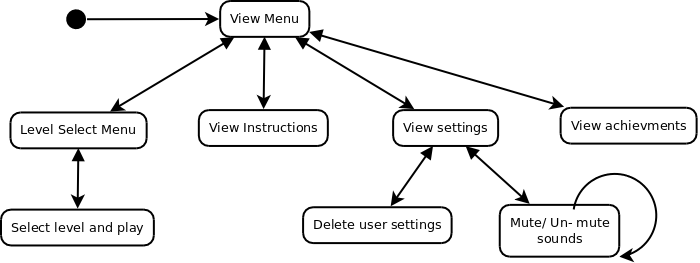 View Menu
Level Select Menu
View Instructions
View settings
View achievments
Select level and play
Delete user settings
Mute/ Un- mute
sounds